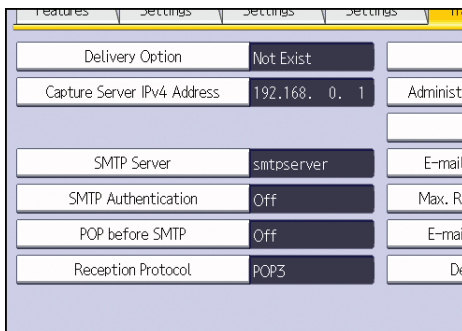 Features Settings Settings Settings
Delivery Option Not Exist
Capture Server IPv4 Address 192.168. 0. 1 Administ
SMTP Server smtpserver E-mail
SMTP Authentication Off Max. R
POP before SMTP Off E-mai
Reception Protocol POP3 De